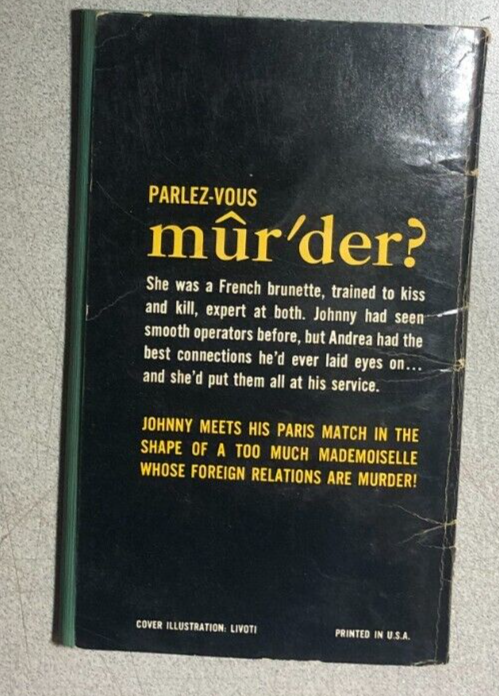 PARLEZ-VOUS
mûr′der?
She was a French brunette, trained to kiss
and kill, expert at both. Johnny had seen
smooth operators before, but Andrea had the
best connections he'd ever laid eyes on...
and she'd put them all at his service.
JOHNNY MEETS HIS PARIS MATCH IN THE
SHAPE OF A TOO MUCH MADEMOISELLE
WHOSE FOREIGN RELATIONS ARE MURDER!
COVER ILLUSTRATION: LIVOTI
PRINTED IN U.S.A.